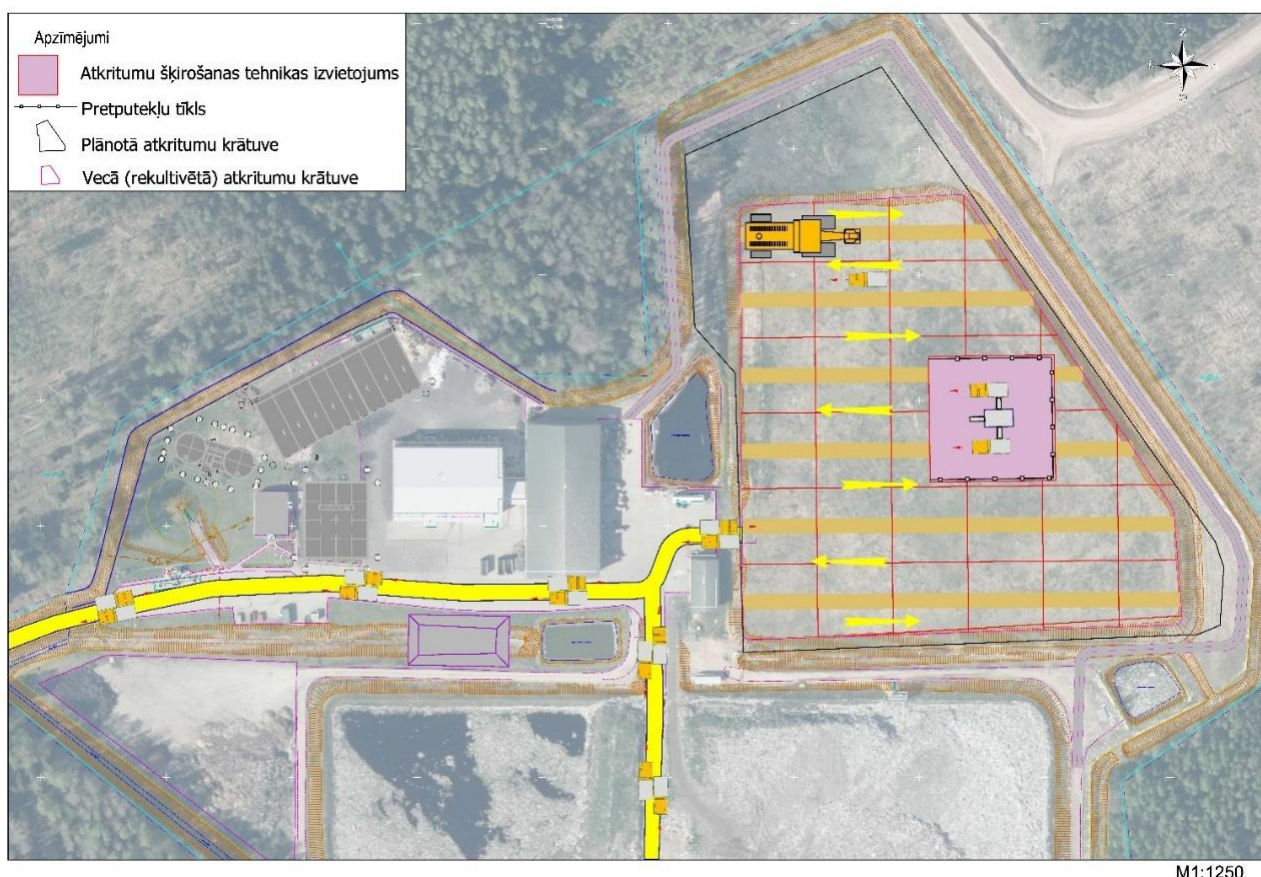 Apzīmējumi
Atkritumu šķirošanas tehnikas izvietojums
Pretputekļu tīkls
Plānotā atkritumu krātuve
Vecā (rekultivētā) atkritumu krātuve
Z
M1:1250